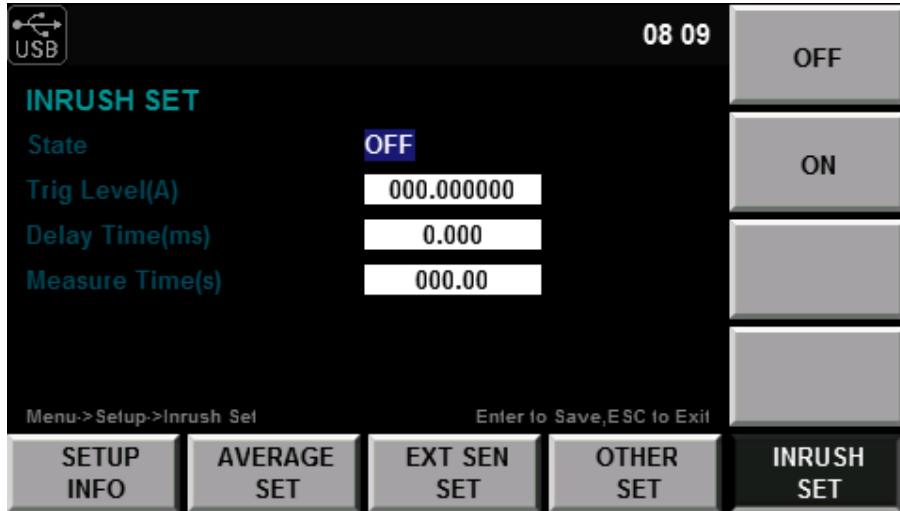 USB
08 09
INRUSH SET
State OFF
Trig Level(A) 000.000000
Delay Time(ms) 0.000
Measure Time(s) 000.00
Menu->Setup->Inrush Set Enter to Save,ESC to Exit
OFF
ON
SETUP INFO
AVERAGE SET
EXT SEN SET
OTHER SET
INRUSH SET